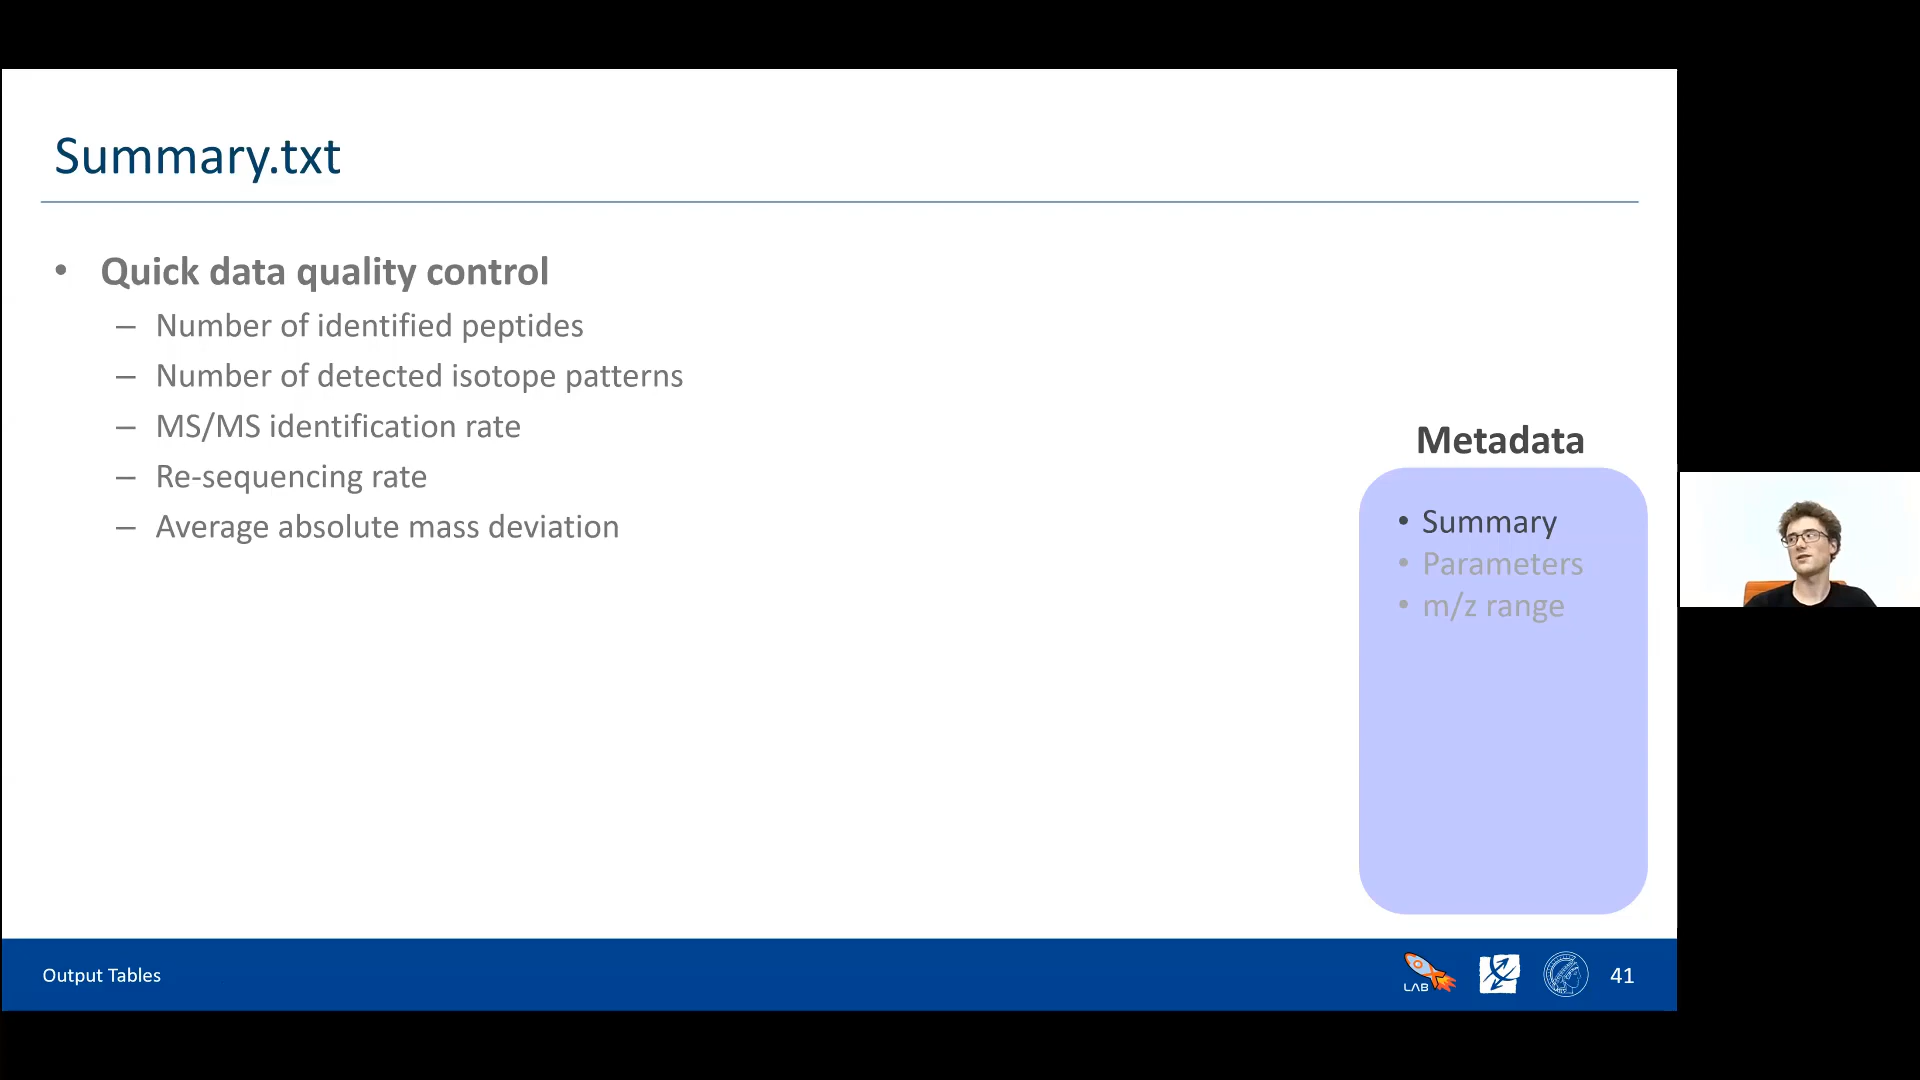 Summary.txt
• Quick data quality control
– Number of identified peptides
– Number of detected isotope patterns
– MS/MS identification rate
– Re-sequencing rate
– Average absolute mass deviation
Metadata
• Summary
• Parameters
• m/z range
Output Tables
LAB
41